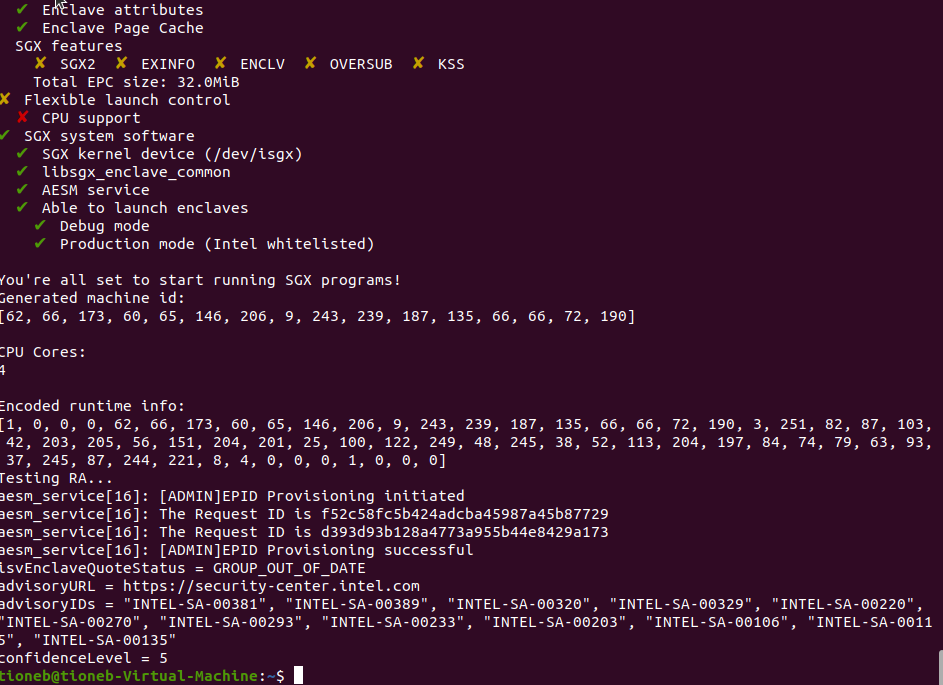 ✔ Enclave attributes
✔ Enclave Page Cache
SGX features
✘ SGX2 ✘ EXINFO ✘ ENCLV ✘ OVERSUB ✘ KSS
Total EPC size: 32.0MiB
✘ Flexible launch control
✘ CPU support
✔ SGX system software
✔ SGX kernel device (/dev/isgx)
✔ libsgx_enclave_common
✔ AESM service
✔ Able to launch enclaves
✔ Debug mode
✔ Production mode (Intel whitelisted)
You're all set to start running SGX programs!
Generated machine id:
[62, 66, 173, 60, 65, 146, 206, 9, 243, 239, 187, 135, 66, 66, 72, 190]
CPU Cores:
4
Encoded runtime info:
[1, 0, 0, 0, 62, 66, 173, 60, 65, 146, 206, 9, 243, 239, 187, 135, 66, 66, 72, 190, 3, 251, 82, 87, 103,
42, 203, 205, 56, 151, 204, 201, 25, 100, 122, 249, 48, 245, 38, 52, 113, 204, 197, 84, 74, 79, 63, 93,
37, 245, 87, 244, 221, 8, 4, 0, 0, 0, 1, 0, 0, 0]
Testing RA...
aesm_service[16]: [ADMIN]EPID Provisioning initiated
aesm_service[16]: The Request ID is f52c58fc5b424adcba45987a45b87729
aesm_service[16]: The Request ID is d393d93b128a4773a955b44e8429a173
aesm_service[16]: [ADMIN]EPID Provisioning successful
isvEnclaveQuoteStatus = GROUP_OUT_OF_DATE
advisoryURL = https://security-center.intel.com
advisoryIDs = "INTEL-SA-00381", "INTEL-SA-00389", "INTEL-SA-00320", "INTEL-SA-00329", "INTEL-SA-00220",
"INTEL-SA-00270", "INTEL-SA-00293", "INTEL-SA-00233", "INTEL-SA-00203", "INTEL-SA-00106", "INTEL-SA-0011
5", "INTEL-SA-00135"
confidenceLevel = 5
tioneb@tioneb-Virtual-Machine:~$